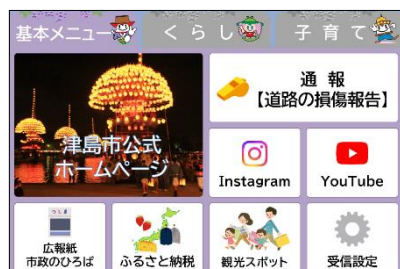 基本メニュー
くらし
子育て
津島市公式
ホームページ
通報
【道路の損傷報告】
Instagram
YouTube
つしま
広報紙
市政のひろば
ふるさと納税
観光スポット
受信設定